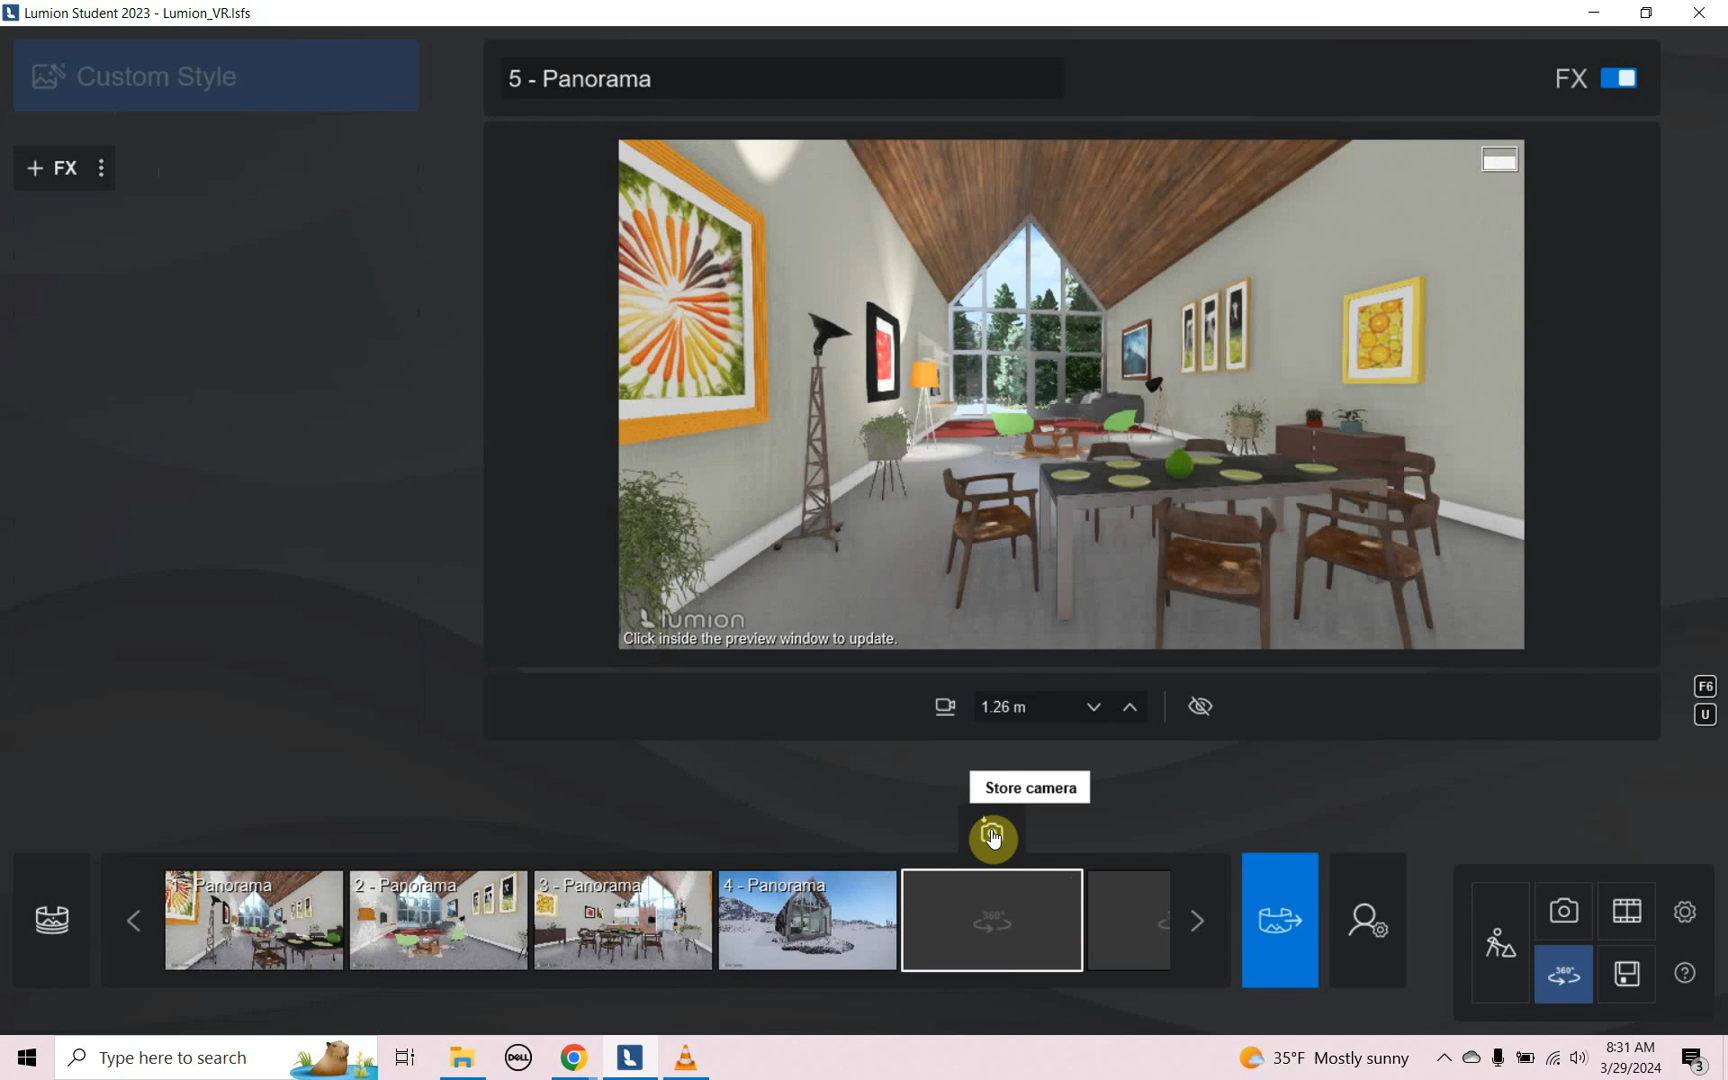 Lumion Student 2023 - Lumion_VR.lsfs
Custom Style
5 - Panorama
FX
+ FX
LUMION
Click inside the preview window to update.
1.26 m
F6
U
Store camera
Panorama
2 - Panorama
3 - Panorama
4 - Panorama
360°
360°
Type here to search
DELL
35°F Mostly sunny
8:31 AM
3/29/2024
3